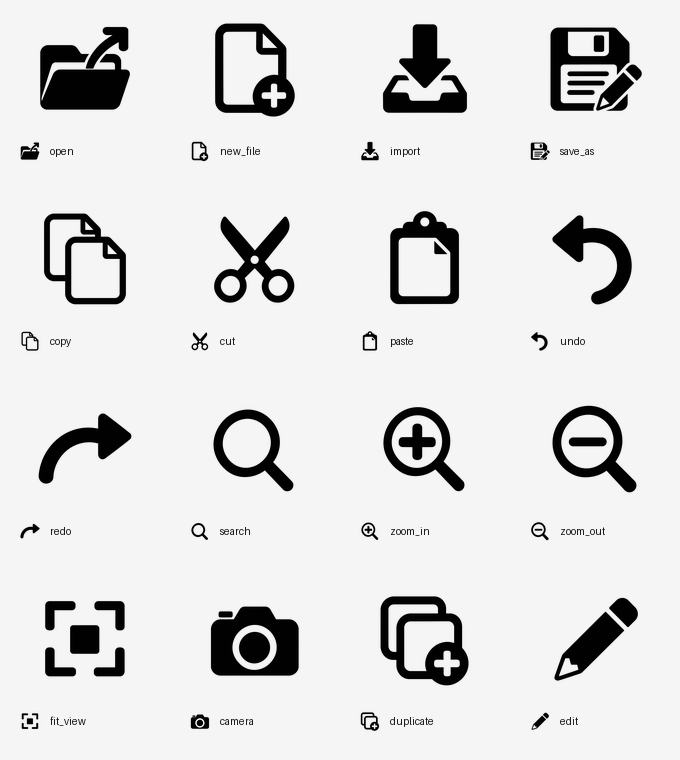 open
new_file
import
save_as
copy
cut
paste
undo
redo
search
zoom_in
zoom_out
fit_view
camera
duplicate
edit